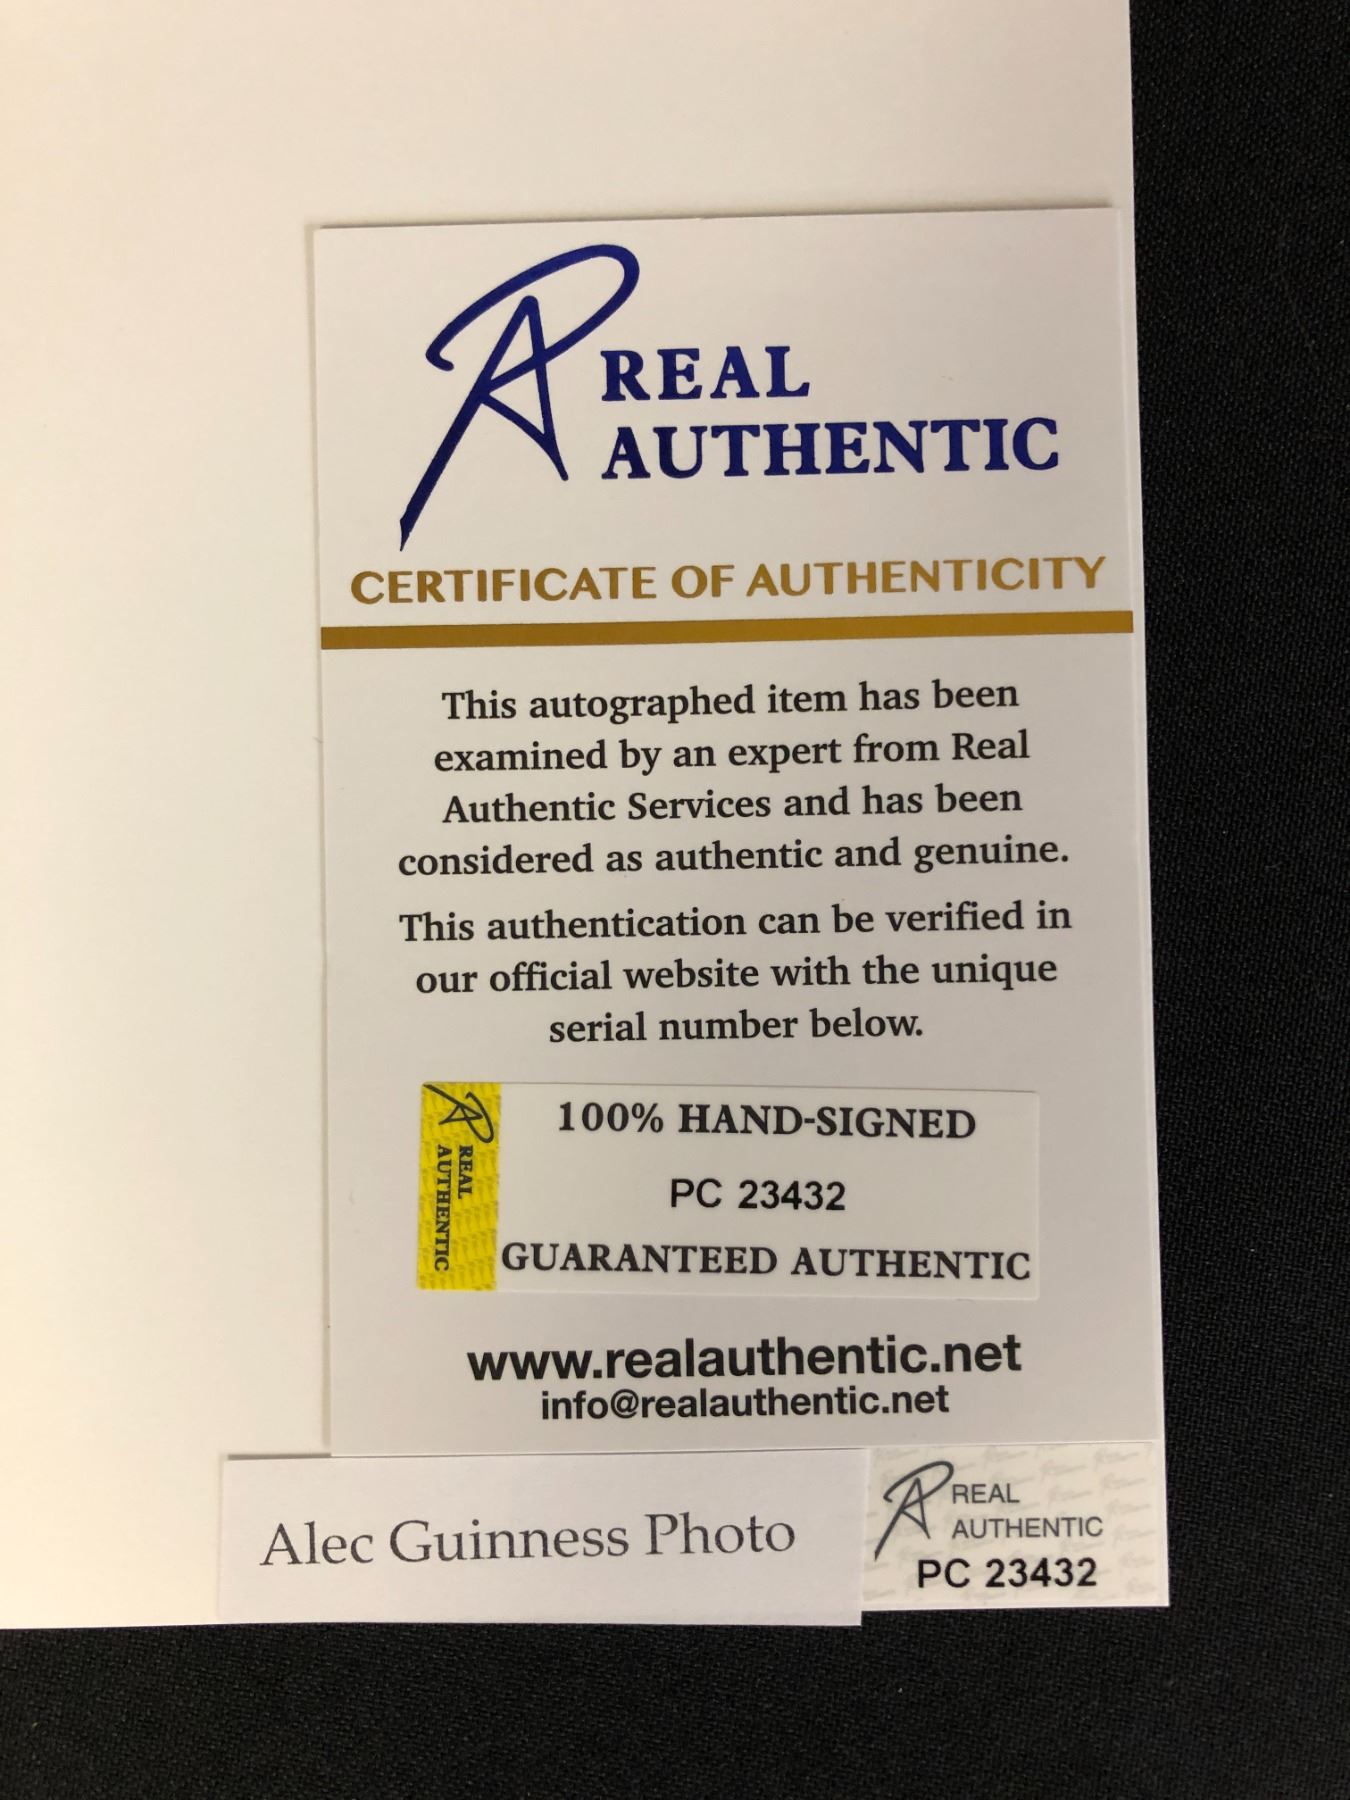 REAL
AUTHENTIC
CERTIFICATE OF AUTHENTICITY
This autographed item has been
examined by an expert from Real
Authentic Services and has been
considered as authentic and genuine.
This authentication can be verified in
our official website with the unique
serial number below.
REAL
AUTHENTIC
100% HAND-SIGNED
PC 23432
GUARANTEED AUTHENTIC
www.realauthentic.net
info@realauthentic.net
Alec Guinness Photo
REAL
AUTHENTIC
PC 23432